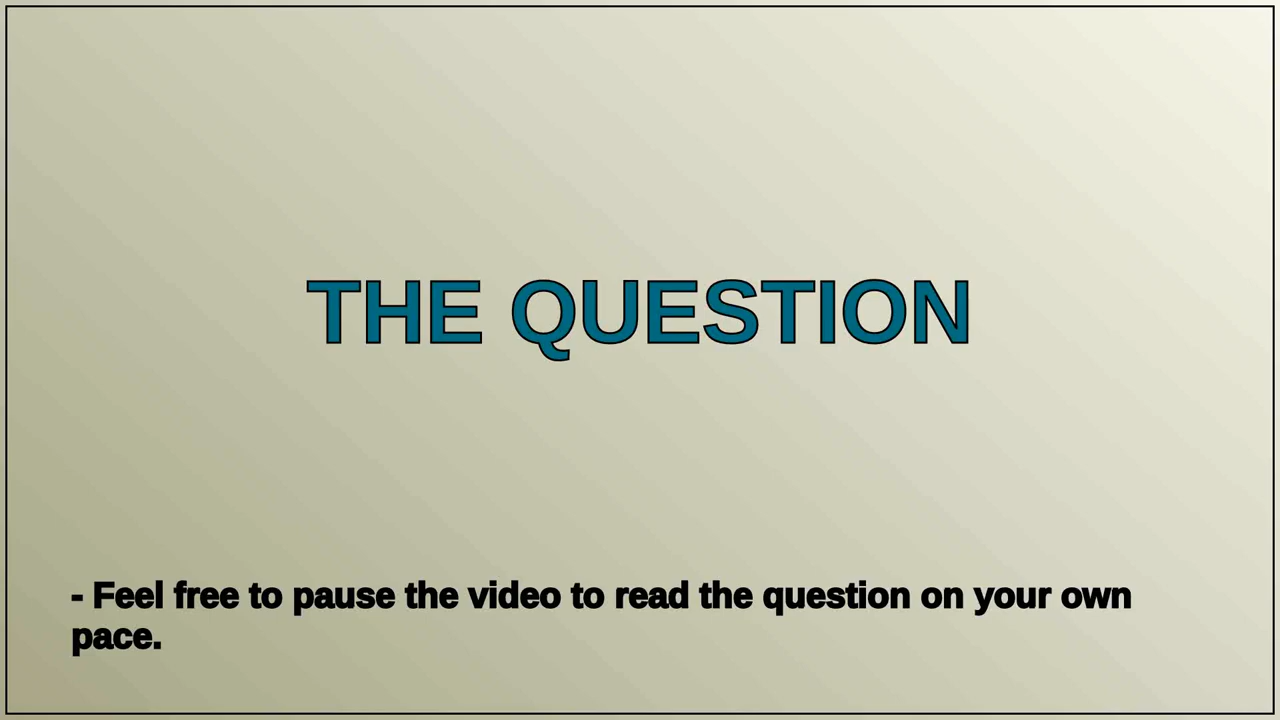 THE QUESTION
- Feel free to pause the video to read the question on your own
pace.